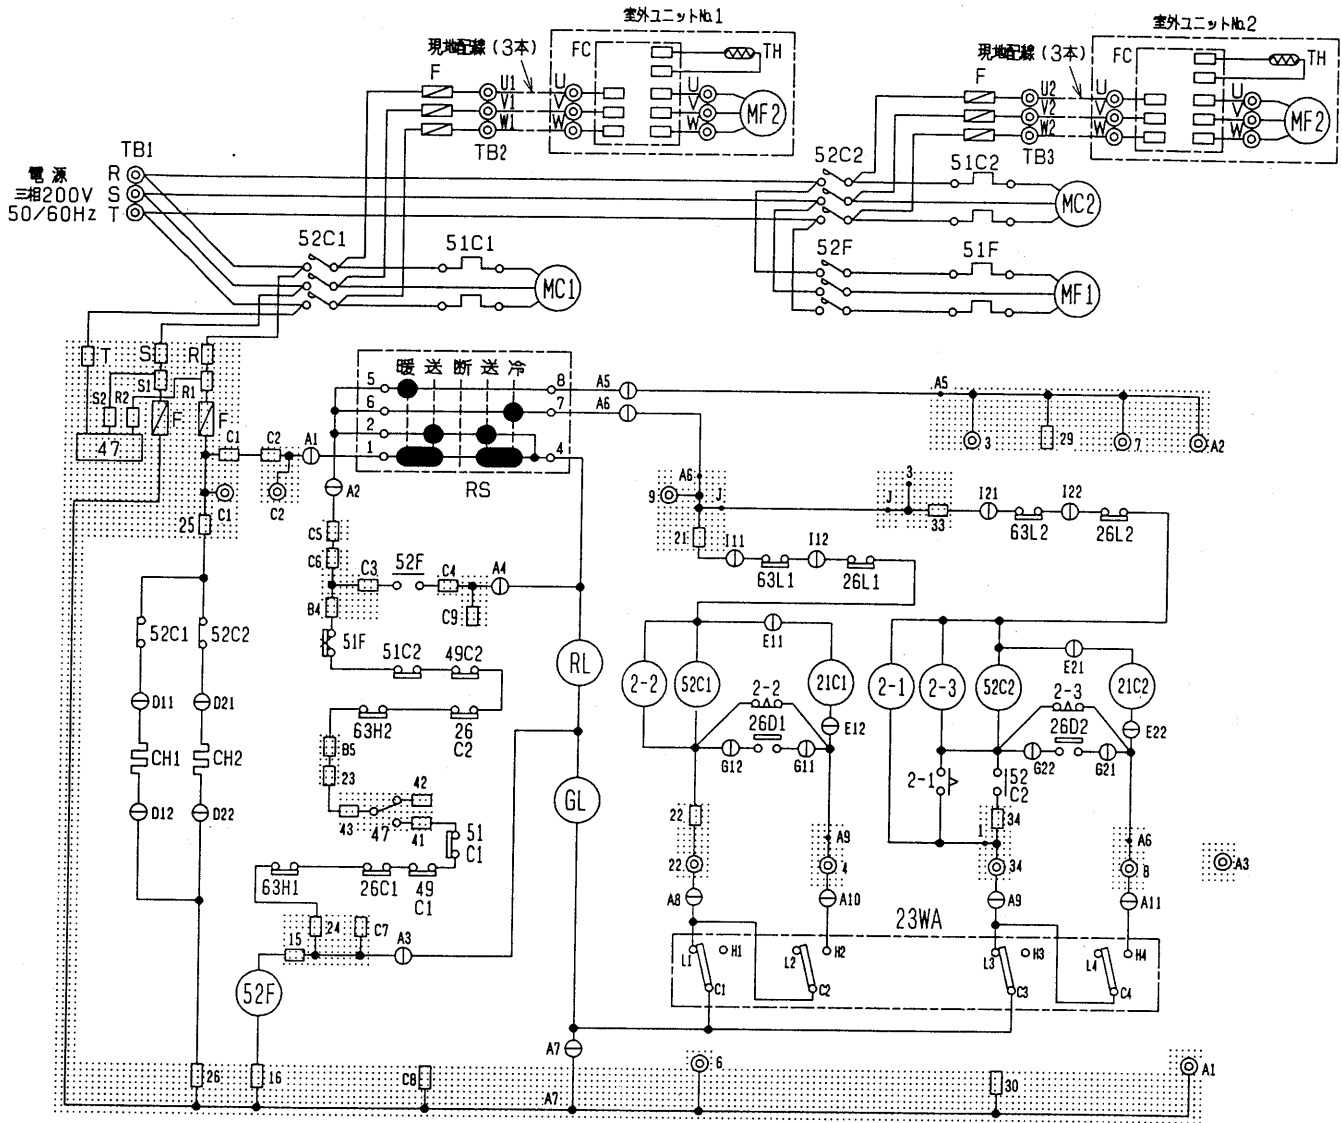 室外ユニット№1
室外ユニット№2
現地配線(3本)
FC
TH
現地配線(3本)
FC
TH
F
U1
U
U
V1
V
V
W1
W
W
MF2
TB2
F
U2
U
U
V2
V
V
W2
W
W
MF2
TB3
TB1
電源
三相200V
50/60Hz
R
S
T
52C2
51C2
MC2
52C1
51C1
MC1
52F
51F
MF1
T
S
R
S1
R1
S2
R2
F
F
47
暖 送 断 送 冷
5
8
6
7
2
1
4
RS
A5
A6
A5
3
29
7
A2
C1
C2
A1
C1
C2
25
A2
C5
C6
C3
52F
C4
A4
C9
B4
51F
51C2
49C2
63H2
26
C2
B5
23
42
43
47
41
51
C1
63H1
26C1
49
C1
24
C7
A3
15
52F
16
26
C8
52C1
52C2
D11
D21
CH1
CH2
D12
D22
RL
GL
A7
A7
A6
9
J
21
I11
I12
63L1
26L1
3
J
33
I21
I22
63L2
26L2
E11
2-2
52C1
21C1
2-2
26D1
E12
G12
G11
22
22
A9
4
A8
A10
2-1
2-3
52C2
E21
21C2
2-3
26D2
E22
G22
G21
2-1
52
C2
34
1
34
A6
8
A9
A11
A3
23WA
L1
H1
C1
L2
H2
C2
L3
H3
C3
L4
H4
C4
6
30
A1